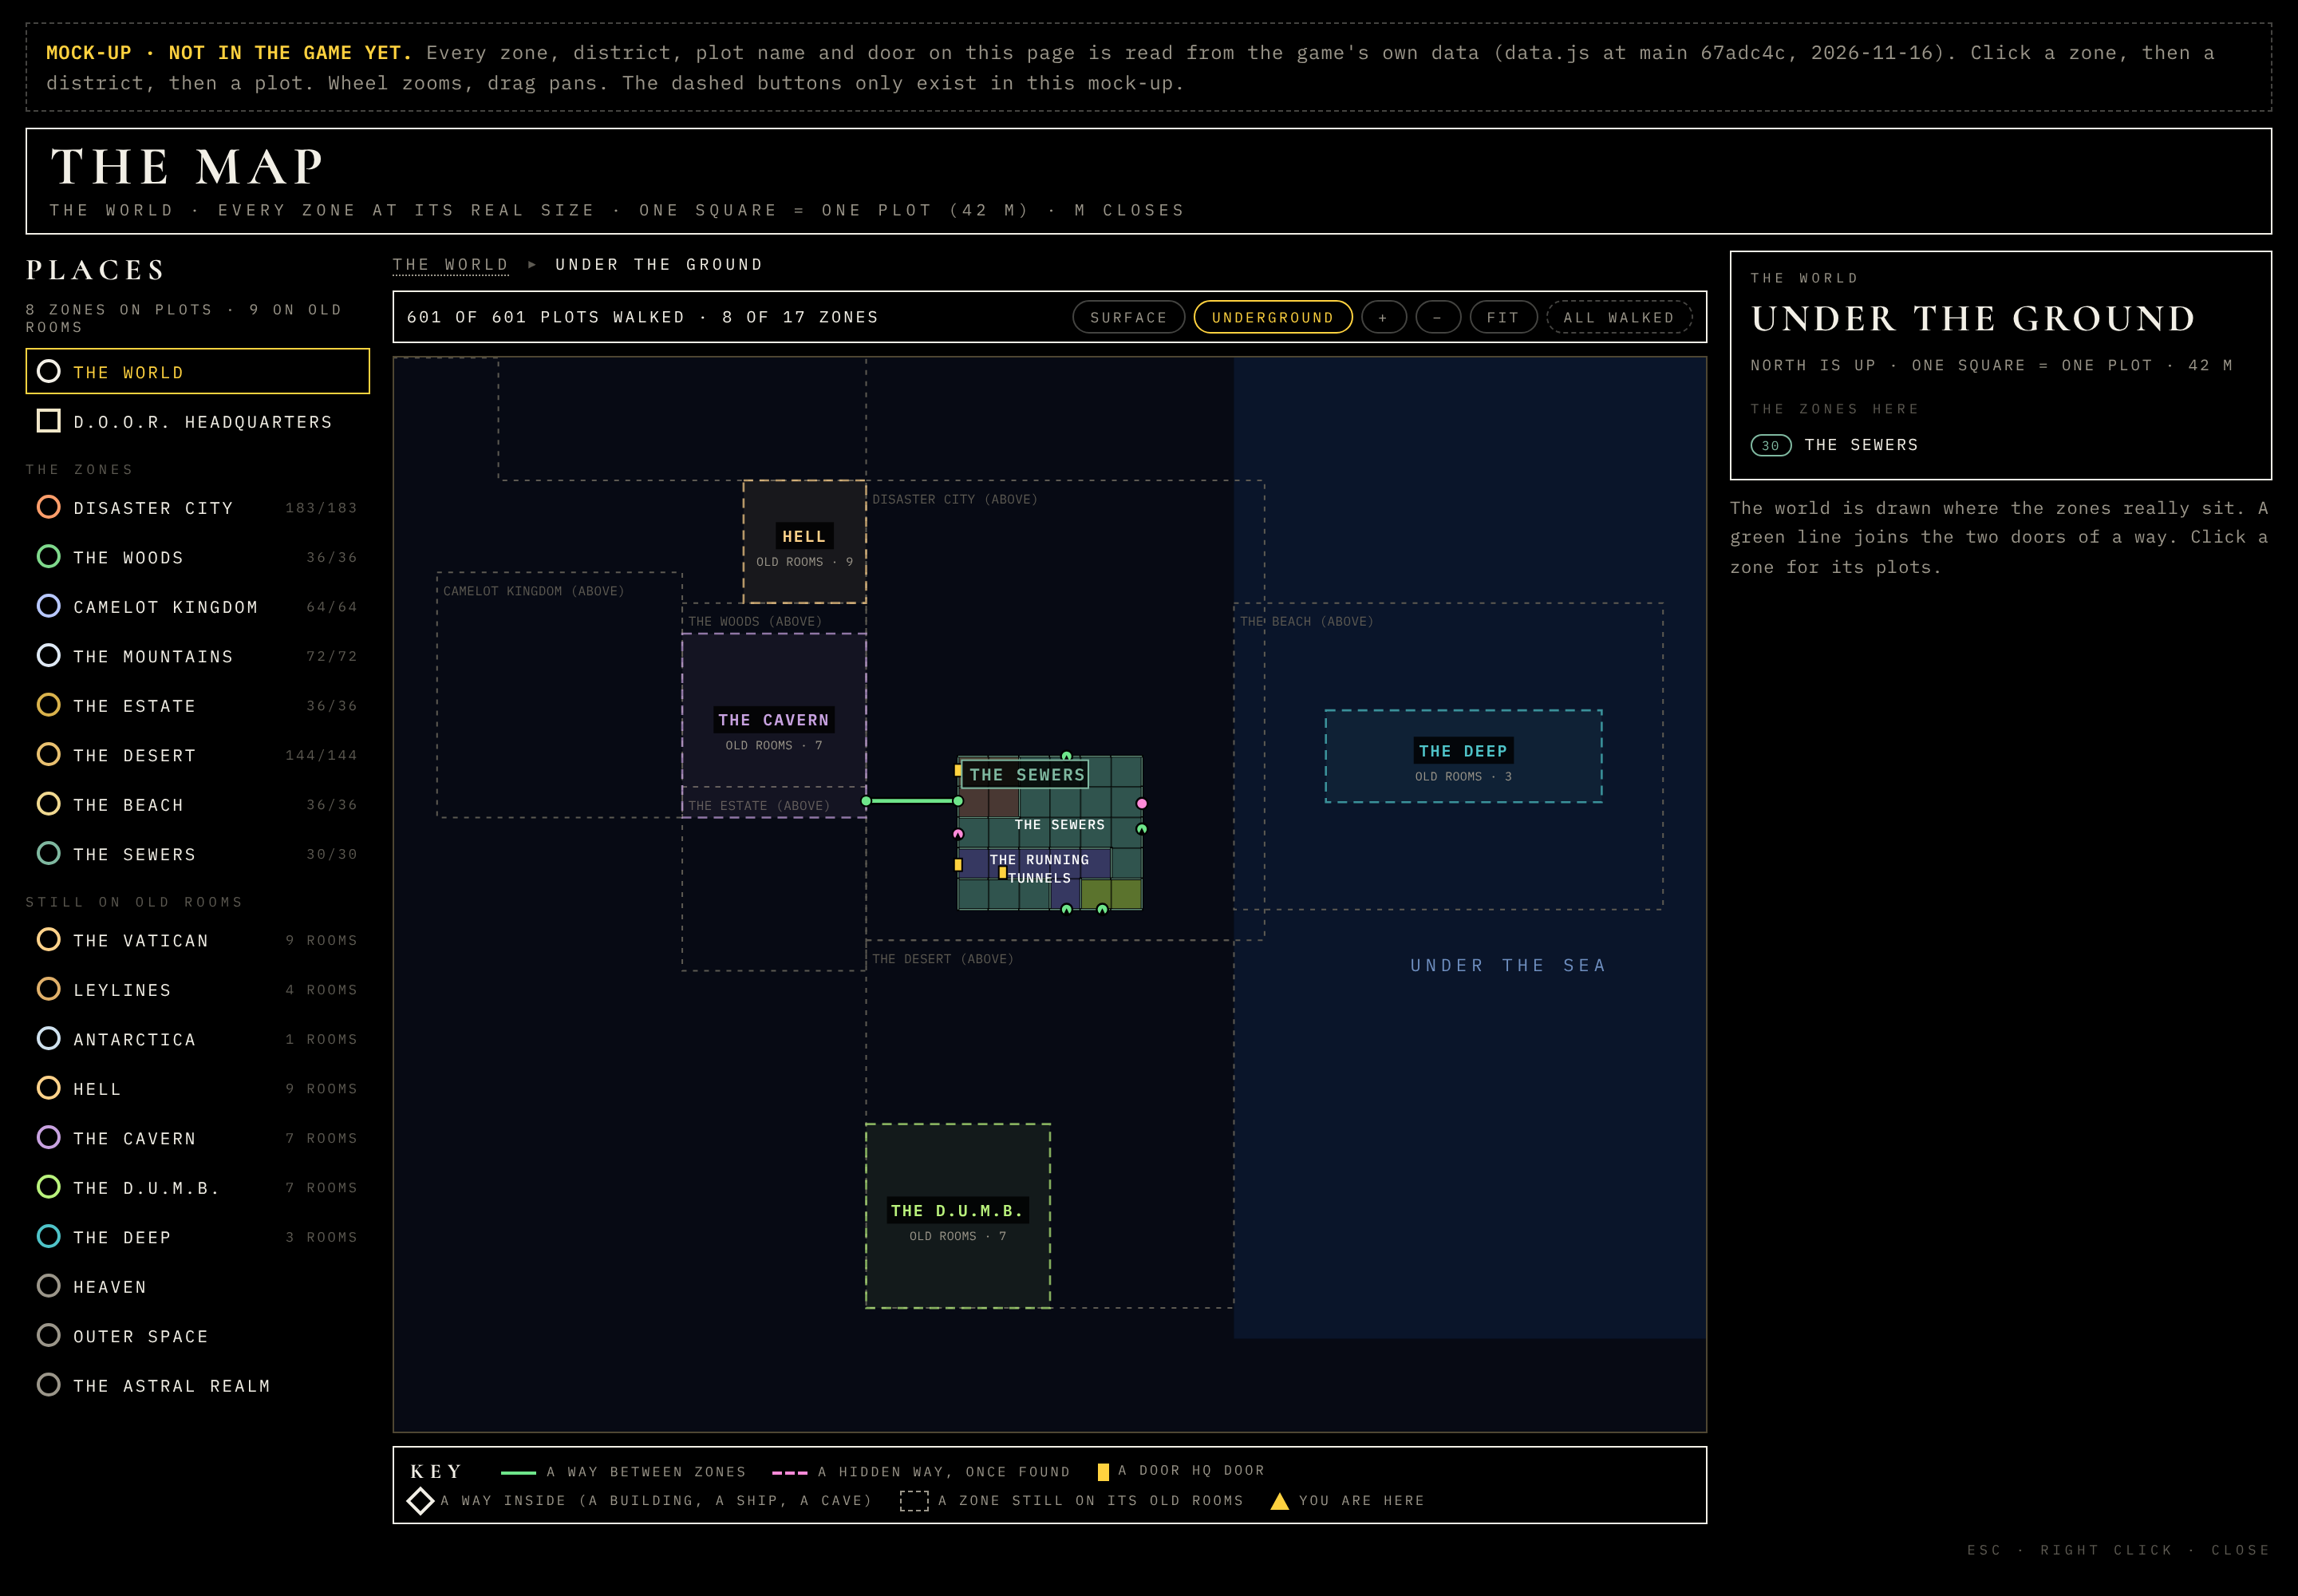 MOCK-UP · NOT IN THE GAME YET. Every zone, district, plot name and door on this page is read from the game's own data (data.js at main 67adc4c, 2026-11-16). Click a zone, then a
district, then a plot. Wheel zooms, drag pans. The dashed buttons only exist in this mock-up.
THE MAP
THE WORLD · EVERY ZONE AT ITS REAL SIZE · ONE SQUARE = ONE PLOT (42 M) · M CLOSES
PLACES
8 ZONES ON PLOTS · 9 ON OLD
ROOMS
THE WORLD
D.O.O.R. HEADQUARTERS
THE ZONES
DISASTER CITY 183/183
THE WOODS 36/36
CAMELOT KINGDOM 64/64
THE MOUNTAINS 72/72
THE ESTATE 36/36
THE DESERT 144/144
THE BEACH 36/36
THE SEWERS 30/30
STILL ON OLD ROOMS
THE VATICAN 9 ROOMS
LEYLINES 4 ROOMS
ANTARCTICA 1 ROOMS
HELL 9 ROOMS
THE CAVERN 7 ROOMS
THE D.U.M.B. 7 ROOMS
THE DEEP 3 ROOMS
HEAVEN
OUTER SPACE
THE ASTRAL REALM
THE WORLD ▸ UNDER THE GROUND
601 OF 601 PLOTS WALKED · 8 OF 17 ZONES
SURFACE UNDERGROUND + − FIT ALL WALKED
DISASTER CITY (ABOVE)
HELL
OLD ROOMS · 9
CAMELOT KINGDOM (ABOVE)
THE WOODS (ABOVE)
THE BEACH (ABOVE)
THE CAVERN
OLD ROOMS · 7
THE DEEP
OLD ROOMS · 3
THE SEWERS
THE ESTATE (ABOVE)
THE SEWERS
THE RUNNING
TUNNELS
THE DESERT (ABOVE)
UNDER THE SEA
THE D.U.M.B.
OLD ROOMS · 7
KEY A WAY BETWEEN ZONES A HIDDEN WAY, ONCE FOUND A DOOR HQ DOOR
A WAY INSIDE (A BUILDING, A SHIP, A CAVE) A ZONE STILL ON ITS OLD ROOMS YOU ARE HERE
THE WORLD
UNDER THE GROUND
NORTH IS UP · ONE SQUARE = ONE PLOT · 42 M
THE ZONES HERE
30 THE SEWERS
The world is drawn where the zones really sit. A
green line joins the two doors of a way. Click a
zone for its plots.
ESC · RIGHT CLICK · CLOSE